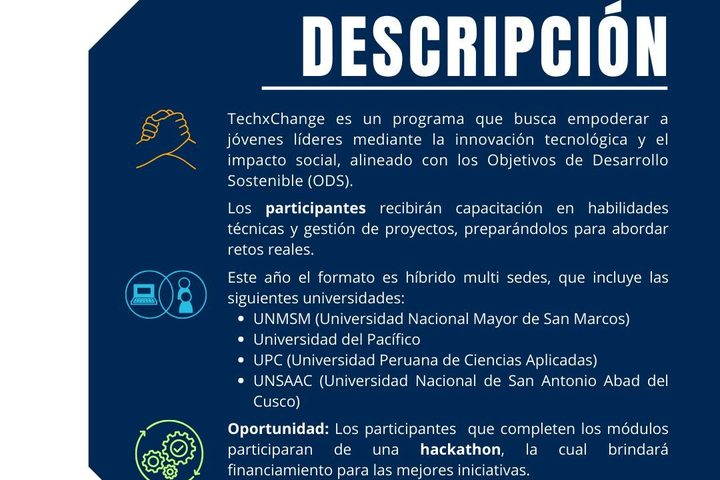 DESCRIPCIÓN
TechxChange es un programa que busca empoderar a
jóvenes líderes mediante la innovación tecnológica y el
impacto social, alineado con los Objetivos de Desarrollo
Sostenible (ODS).
Los participantes recibirán capacitación en habilidades
técnicas y gestión de proyectos, preparándolos para abordar
retos reales.
Este año el formato es híbrido multi sedes, que incluye las
siguientes universidades:
• UNMSM (Universidad Nacional Mayor de San Marcos)
• Universidad del Pacífico
• UPC (Universidad Peruana de Ciencias Aplicadas)
• UNSAAC (Universidad Nacional de San Antonio Abad del
Cusco)
Oportunidad: Los participantes que completen los módulos
participaran de una hackathon, la cual brindará
financiamiento para las mejores iniciativas.